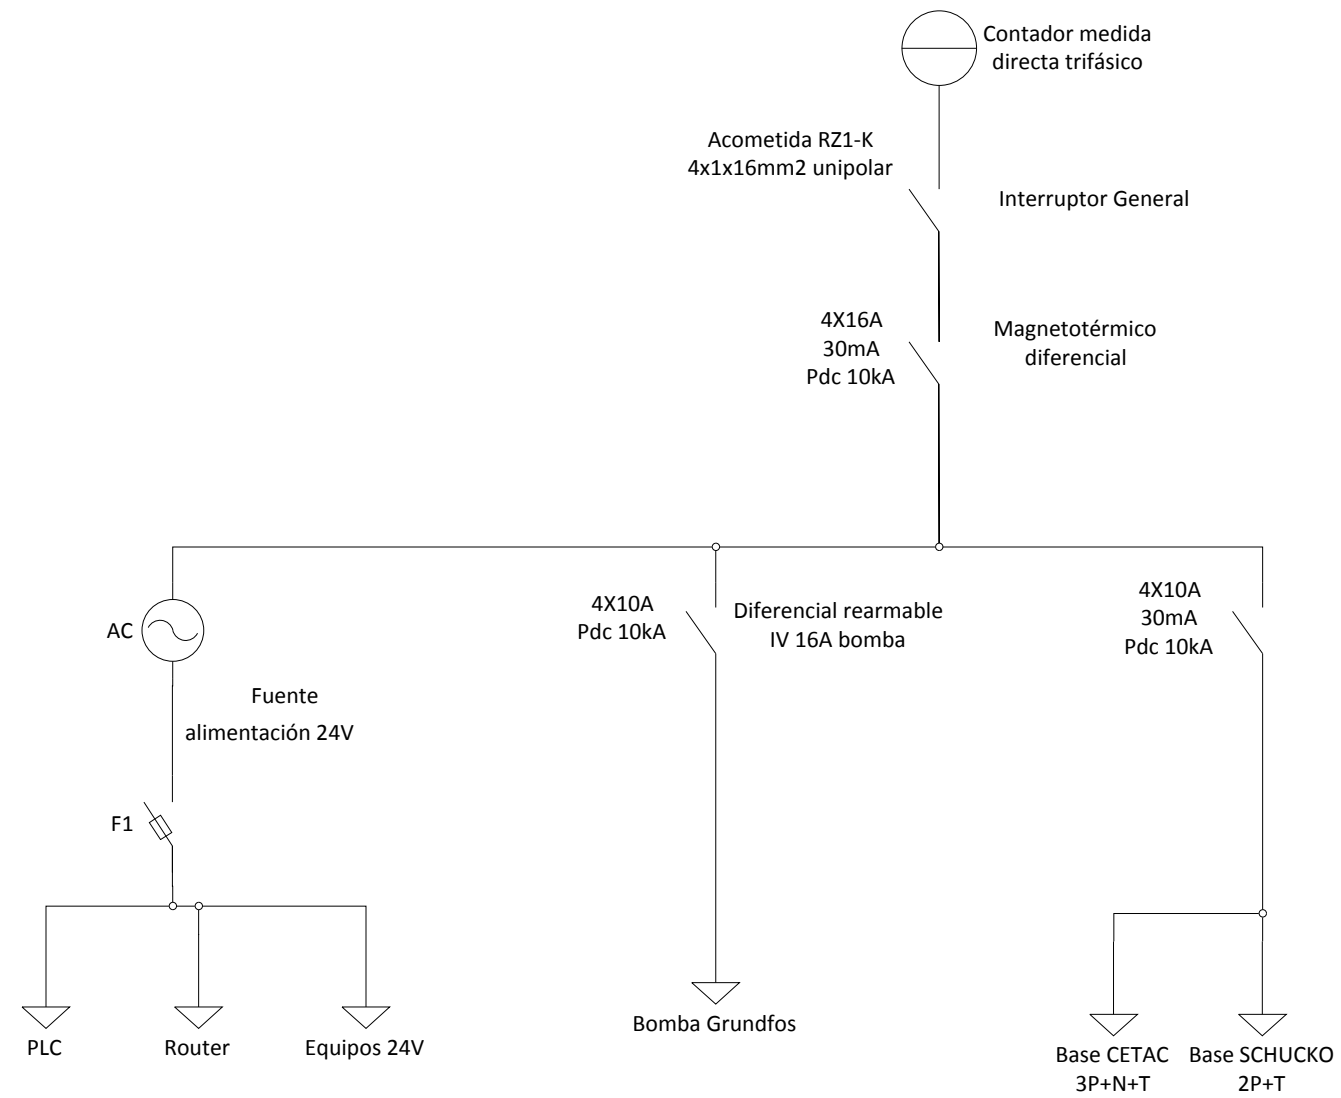 Contador medida
directa trifásico
Acometida RZ1-K
4x1x16mm2 unipolar
Interruptor General
4X16A
30mA
Pdc 10kA
Magnetotérmico
diferencial
AC
Fuente
alimentación 24V
F1
4X10A
Pdc 10kA
Diferencial rearmable
IV 16A bomba
4X10A
30mA
Pdc 10kA
PLC
Router
Equipos 24V
Bomba Grundfos
Base CETAC
3P+N+T
Base SCHUCKO
2P+T